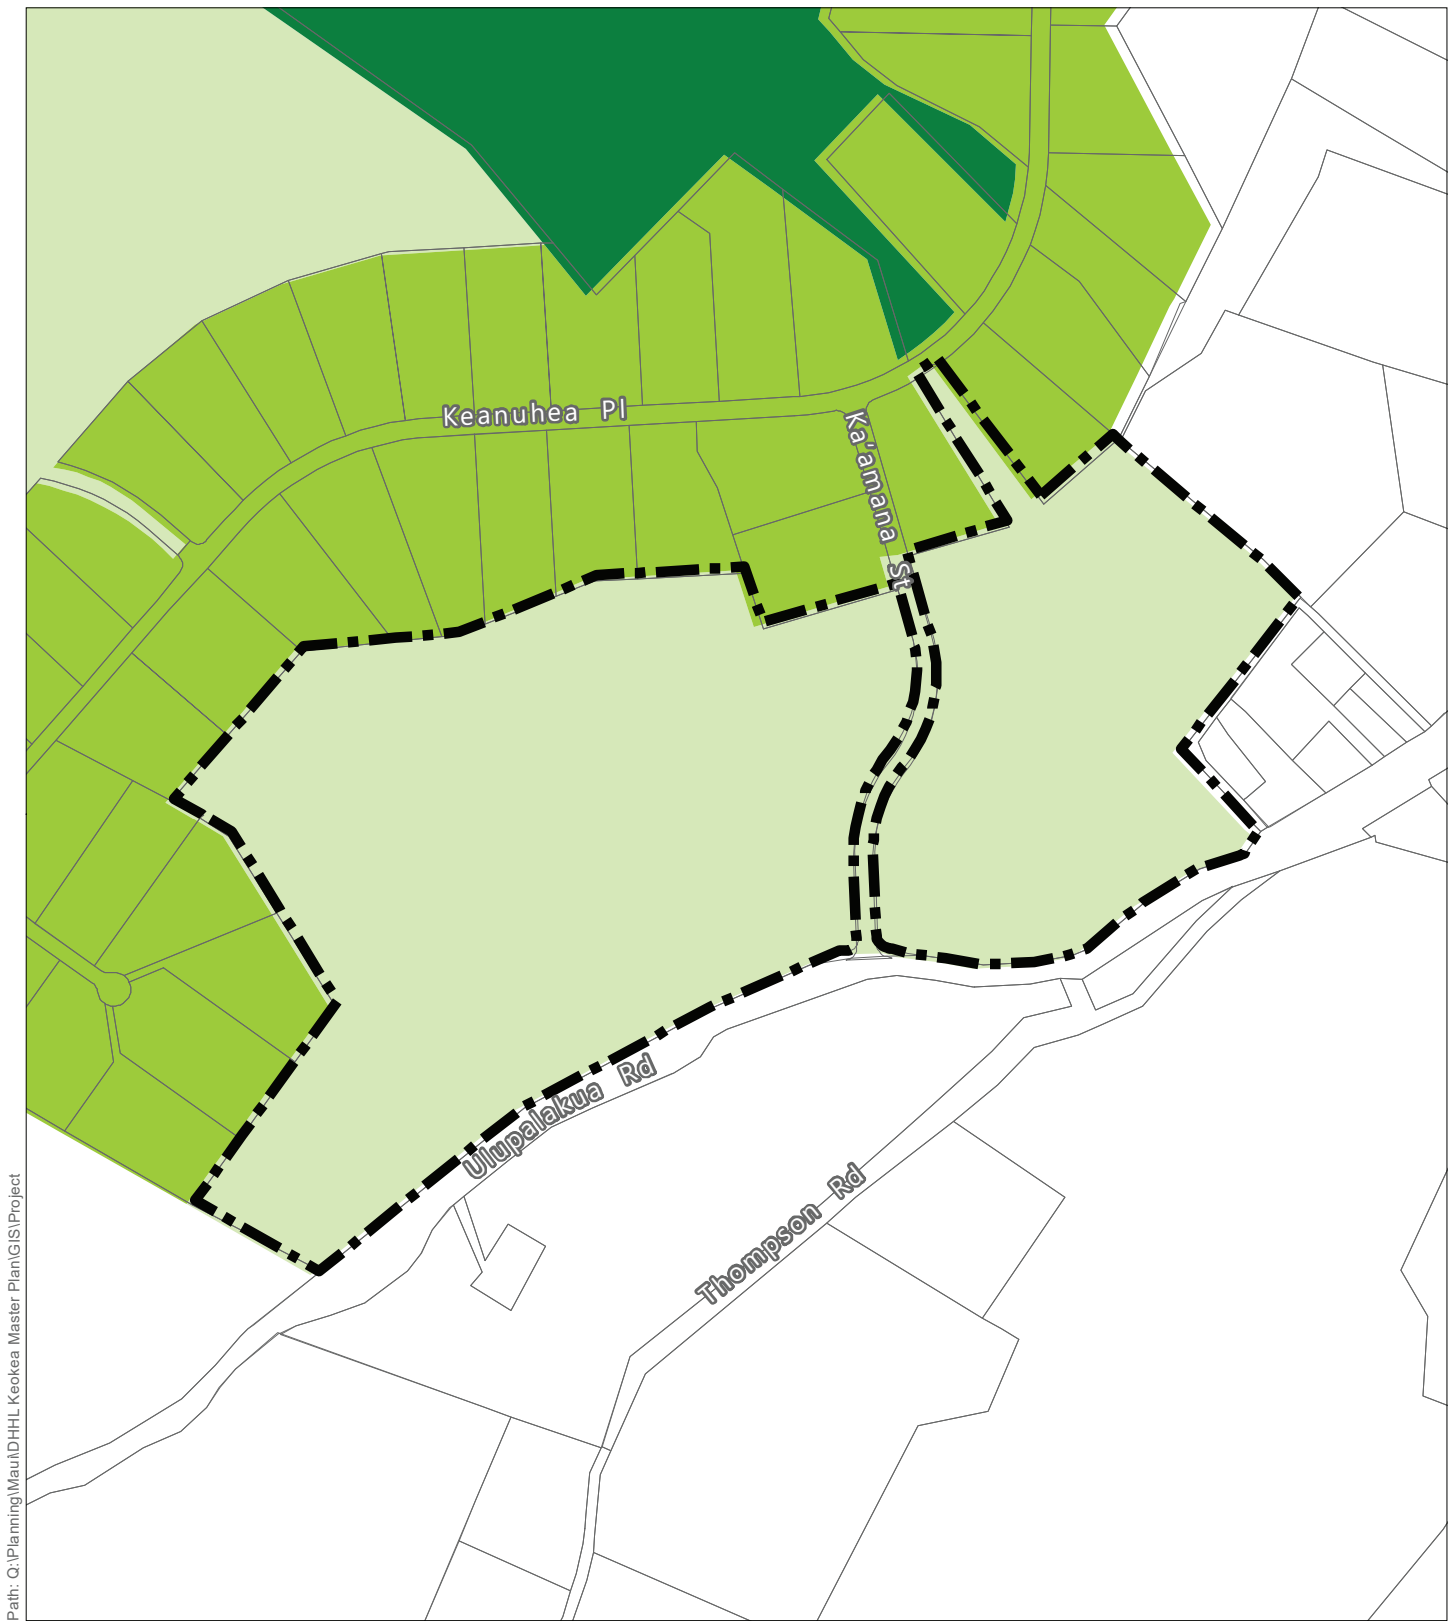 Keanuhea Pl
Ka'amana St
Ulupalakua Rd
Thompson Rd
Path: Q:\Planning\Maui\DHHL Keokea Master Plan\GIS\Project